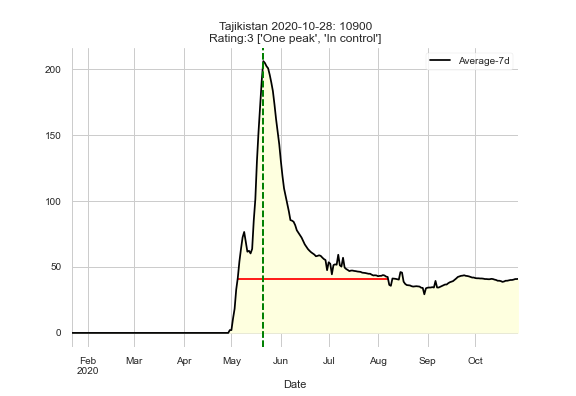 Tajikistan 2020-10-28: 10900
Rating:3 ['One peak', 'In control']
Average-7d
200
150
100
50
0
Feb Mar Apr May Jun Jul Aug Sep Oct
2020
Date